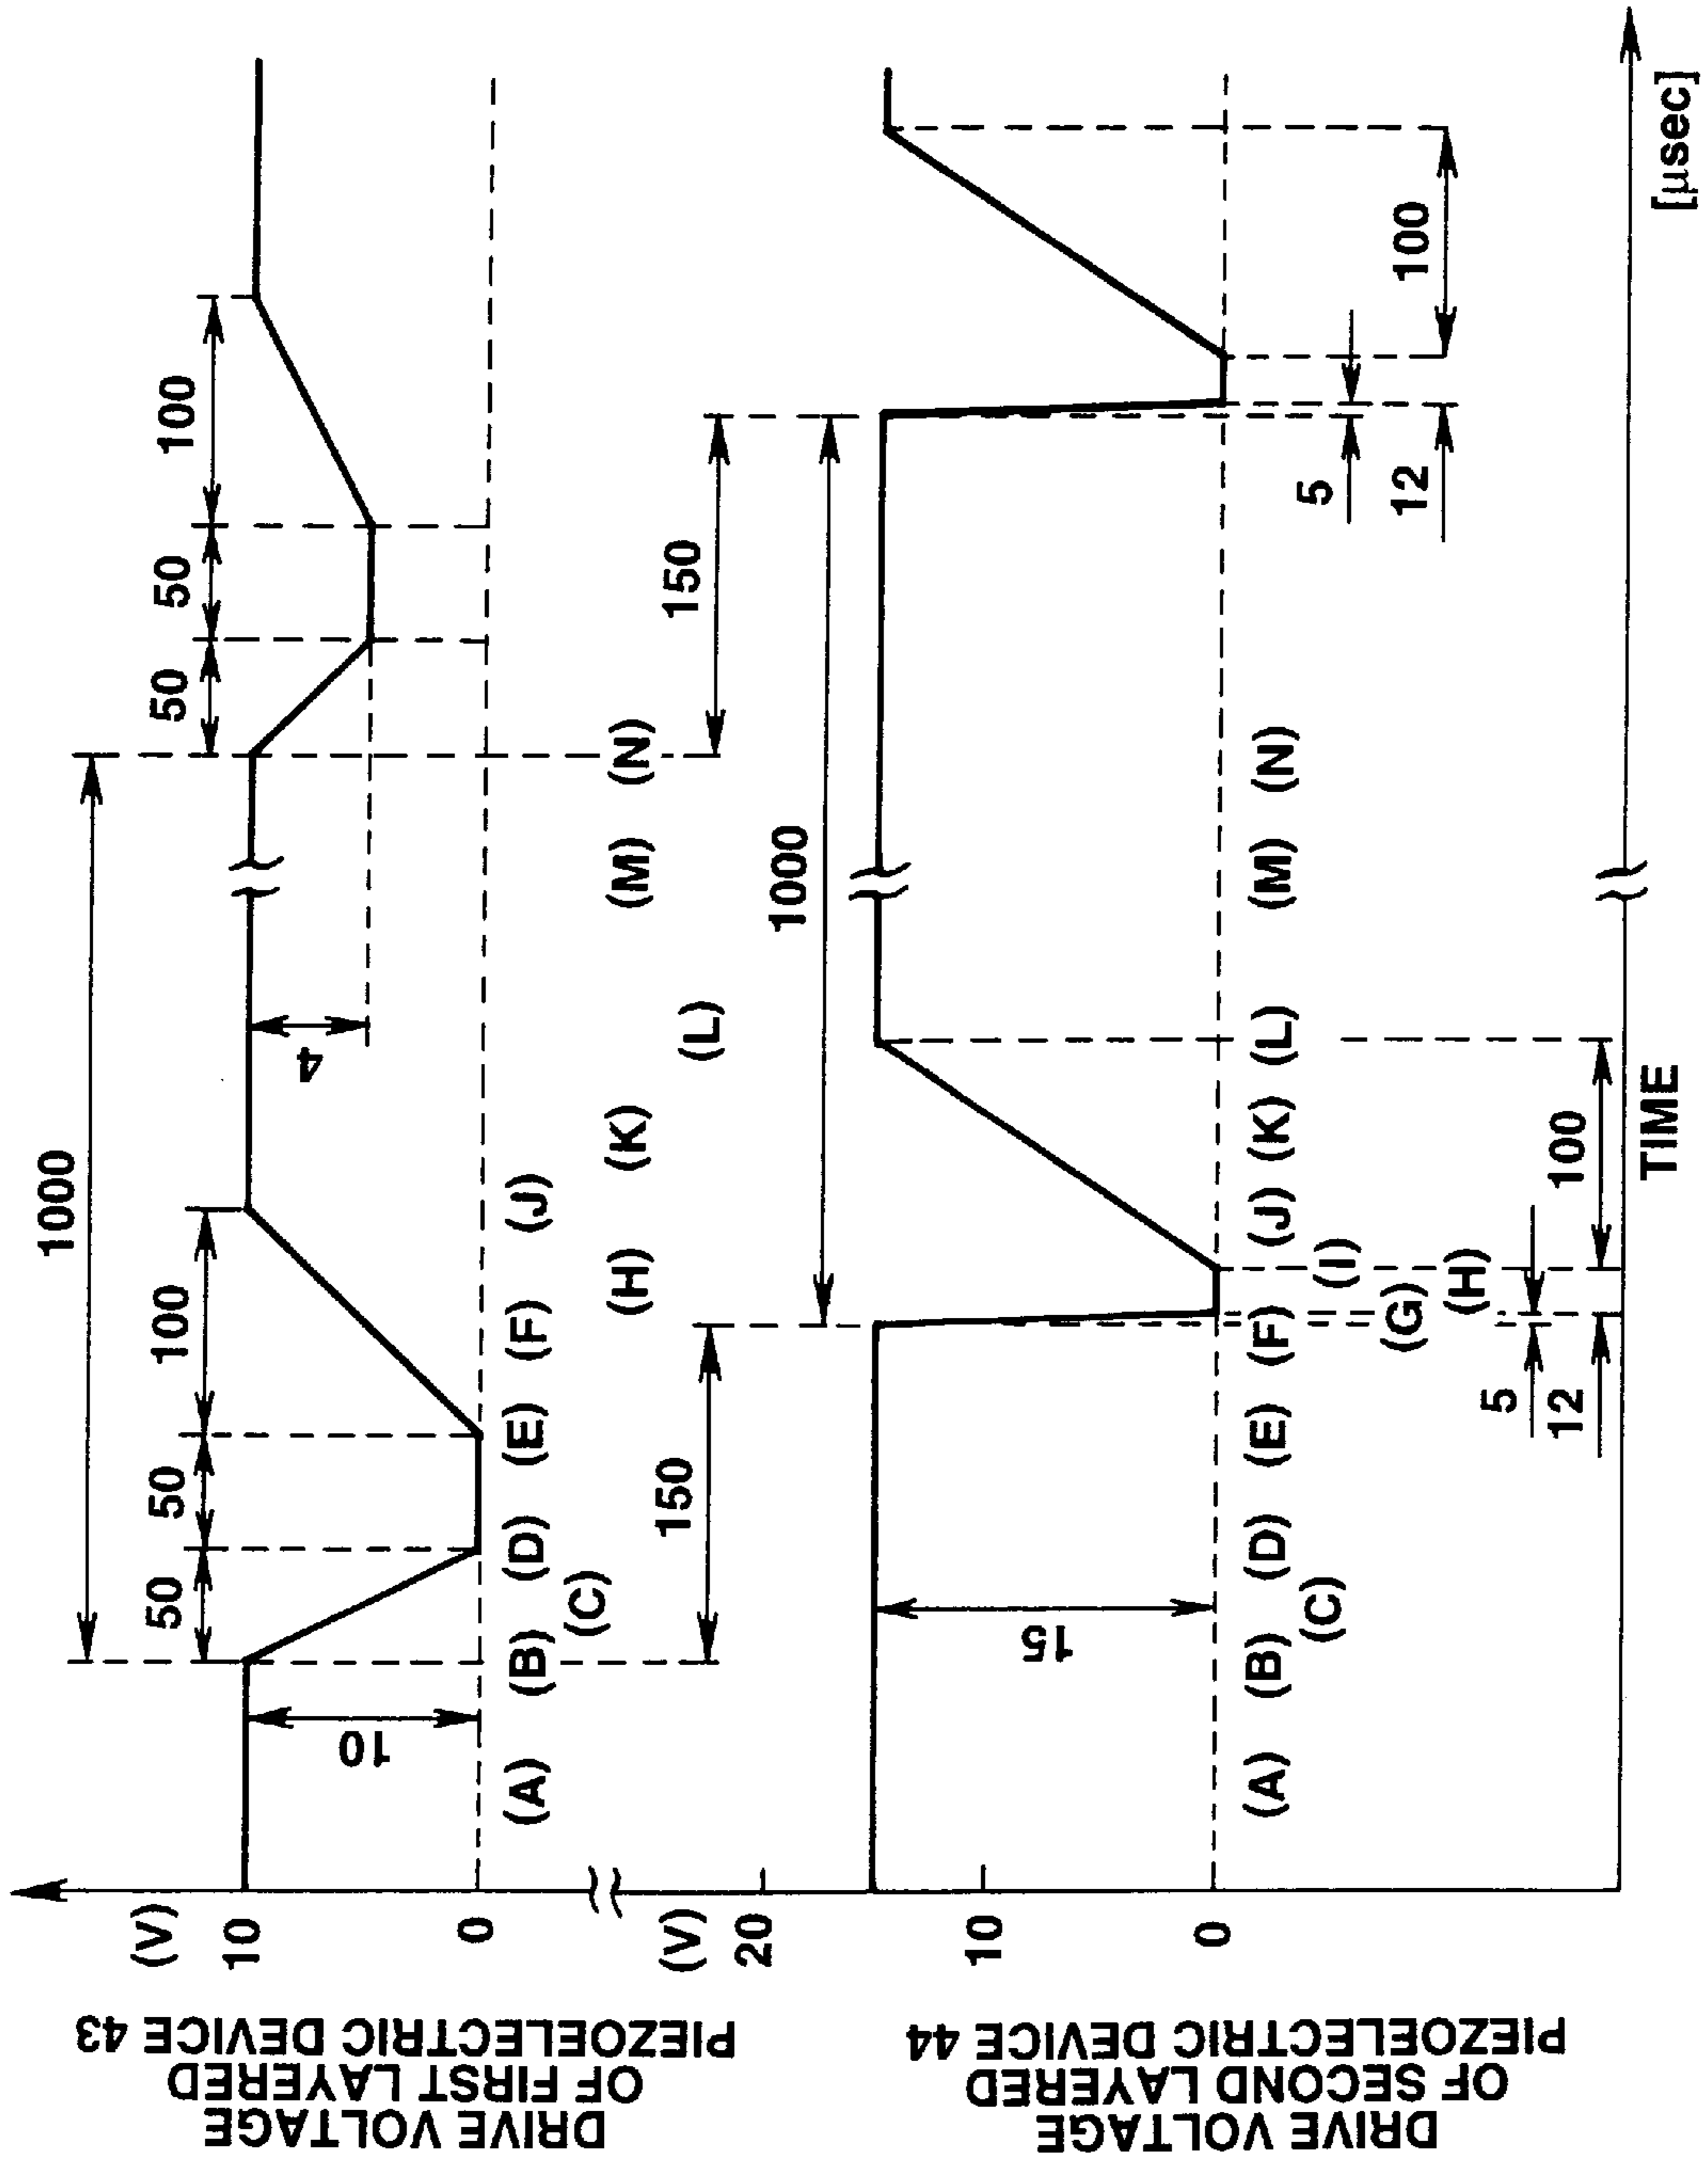 DRIVE VOLTAGE
OF FIRST LAYERED
PIEZOELECTRIC DEVICE 43
(V)
10
0
1000
50
50
100
50
50
100
10
4
(A)
(B)
(C)
(D)
(E)
(F)
(J)
(H)
(K)
(L)
(M)
(N)
150
150
DRIVE VOLTAGE
OF SECOND LAYERED
PIEZOELECTRIC DEVICE 44
(V)
20
10
0
1000
15
(A)
(B)
(C)
(D)
(E)
(F)
(G)
(H)
(I)
(J)
(K)
(L)
(M)
(N)
5
12
100
5
12
100
TIME
[μsec]